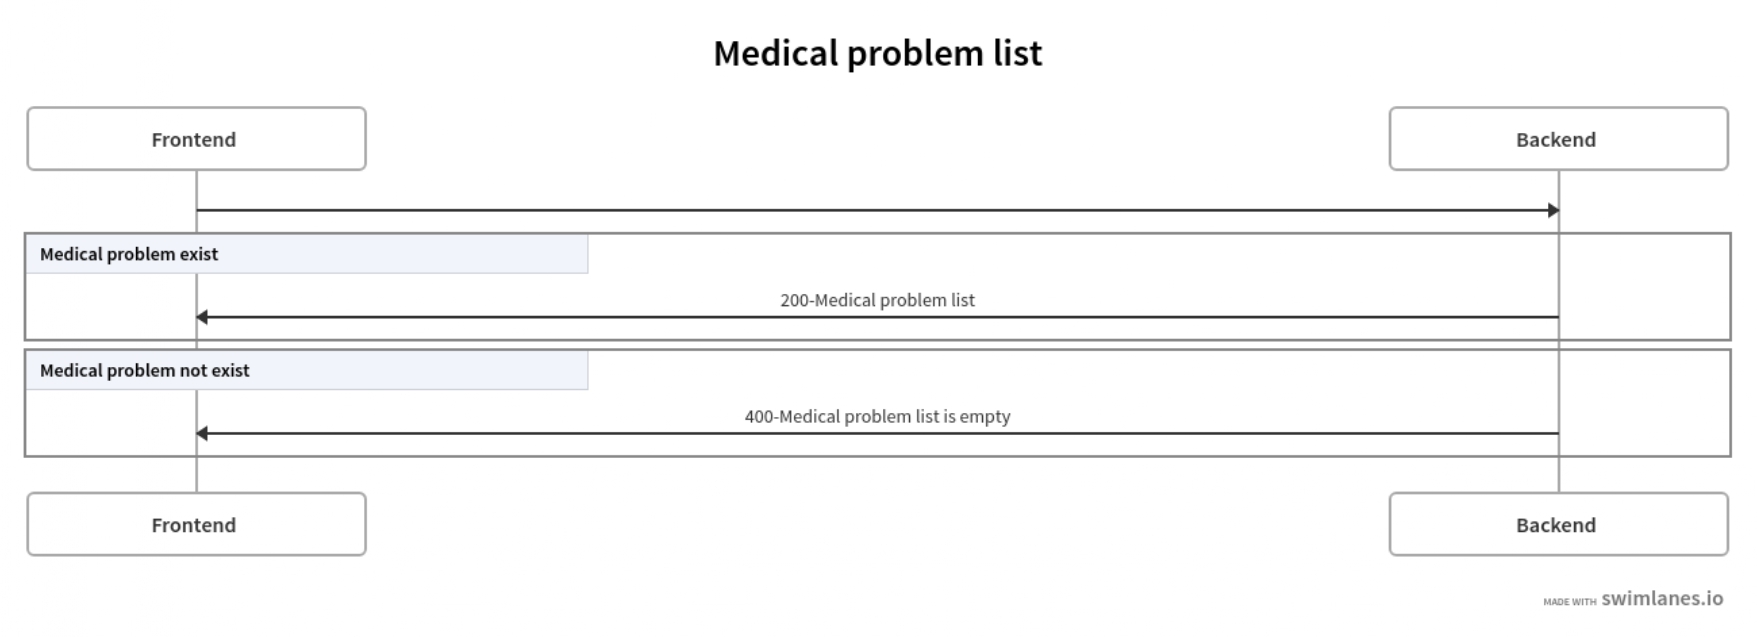 Medical problem list
Frontend
Backend
Medical problem exist
200-Medical problem list
Medical problem not exist
400-Medical problem list is empty
Frontend
Backend
MADE WITH swimlanes.io